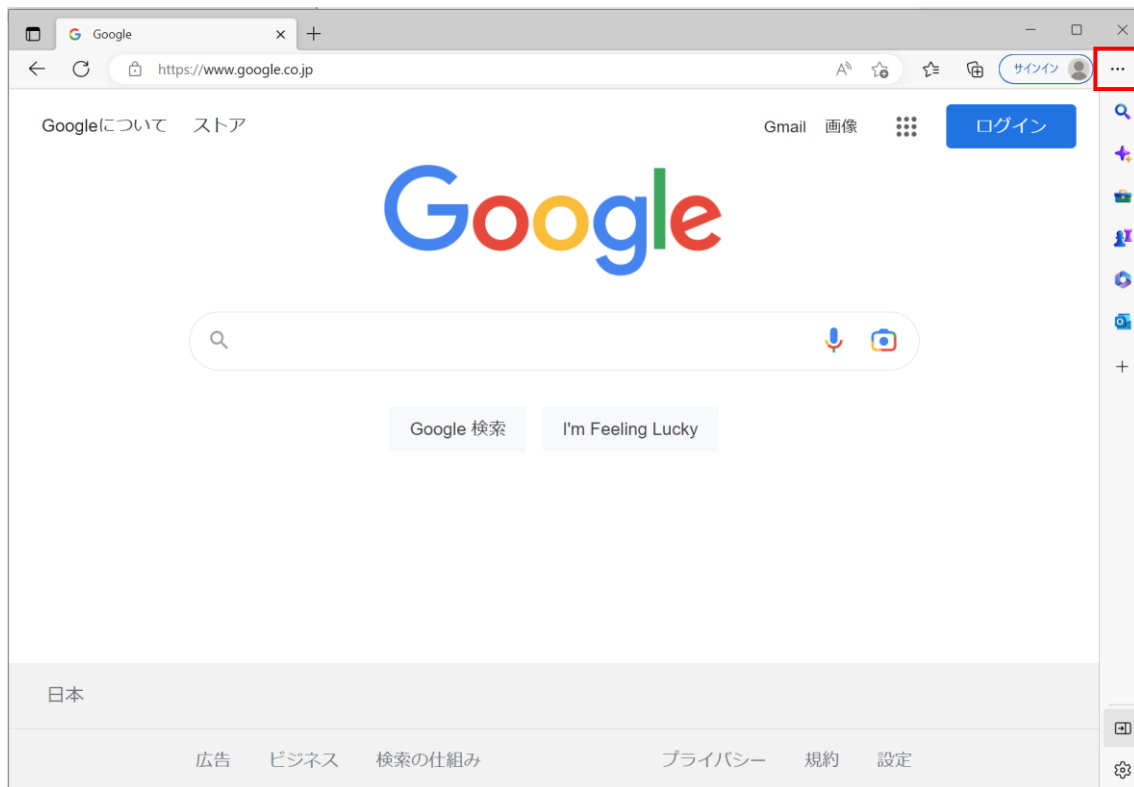 Google
https://www.google.co.jp
サインイン
Googleについて ストア Gmail 画像 ログイン
Google
Google 検索 I'm Feeling Lucky
日本
広告 ビジネス 検索の仕組み プライバシー 規約 設定